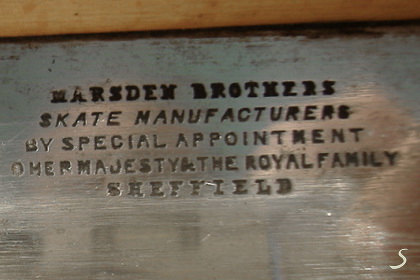 MARSDEN BROTHERS
SKATE MANUFACTURERS
BY SPECIAL APPOINTMENT
O HER MAJESTY & THE ROYAL FAMILY
SHEFFIELD
S